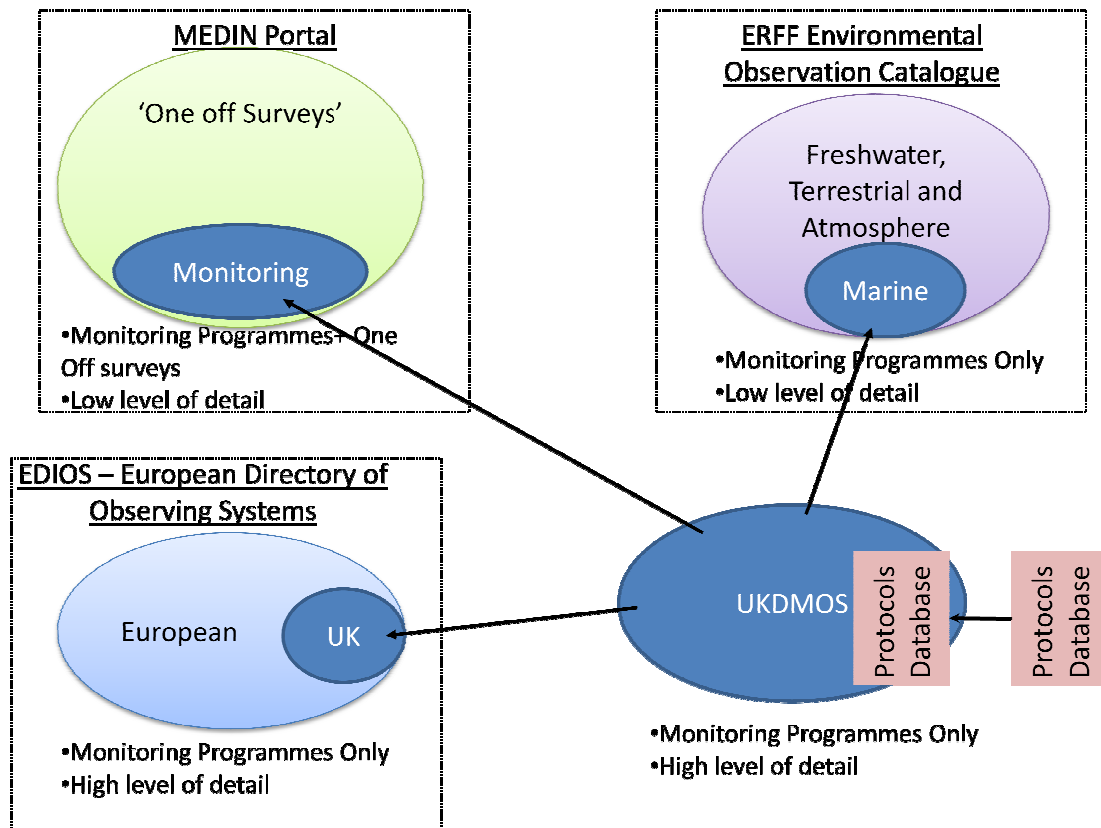 MEDIN Portal
'One off Surveys'
Monitoring
•Monitoring Programmes+ One
Off surveys
•Low level of detail
ERFF Environmental
Observation Catalogue
Freshwater,
Terrestrial and
Atmosphere
Marine
•Monitoring Programmes Only
•Low level of detail
EDIOS – European Directory of
Observing Systems
European
UK
•Monitoring Programmes Only
•High level of detail
UKDMOS
Protocols
Database
Protocols
Database
•Monitoring Programmes Only
•High level of detail